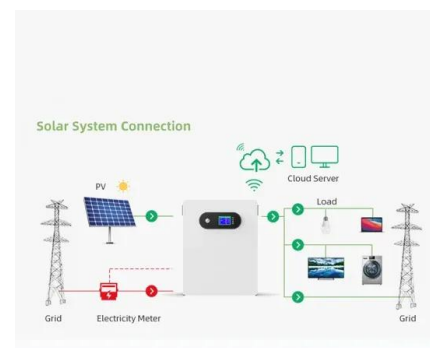 Solar System Connection
Cloud Server
PV
Load
Grid
Electricity Meter
Grid